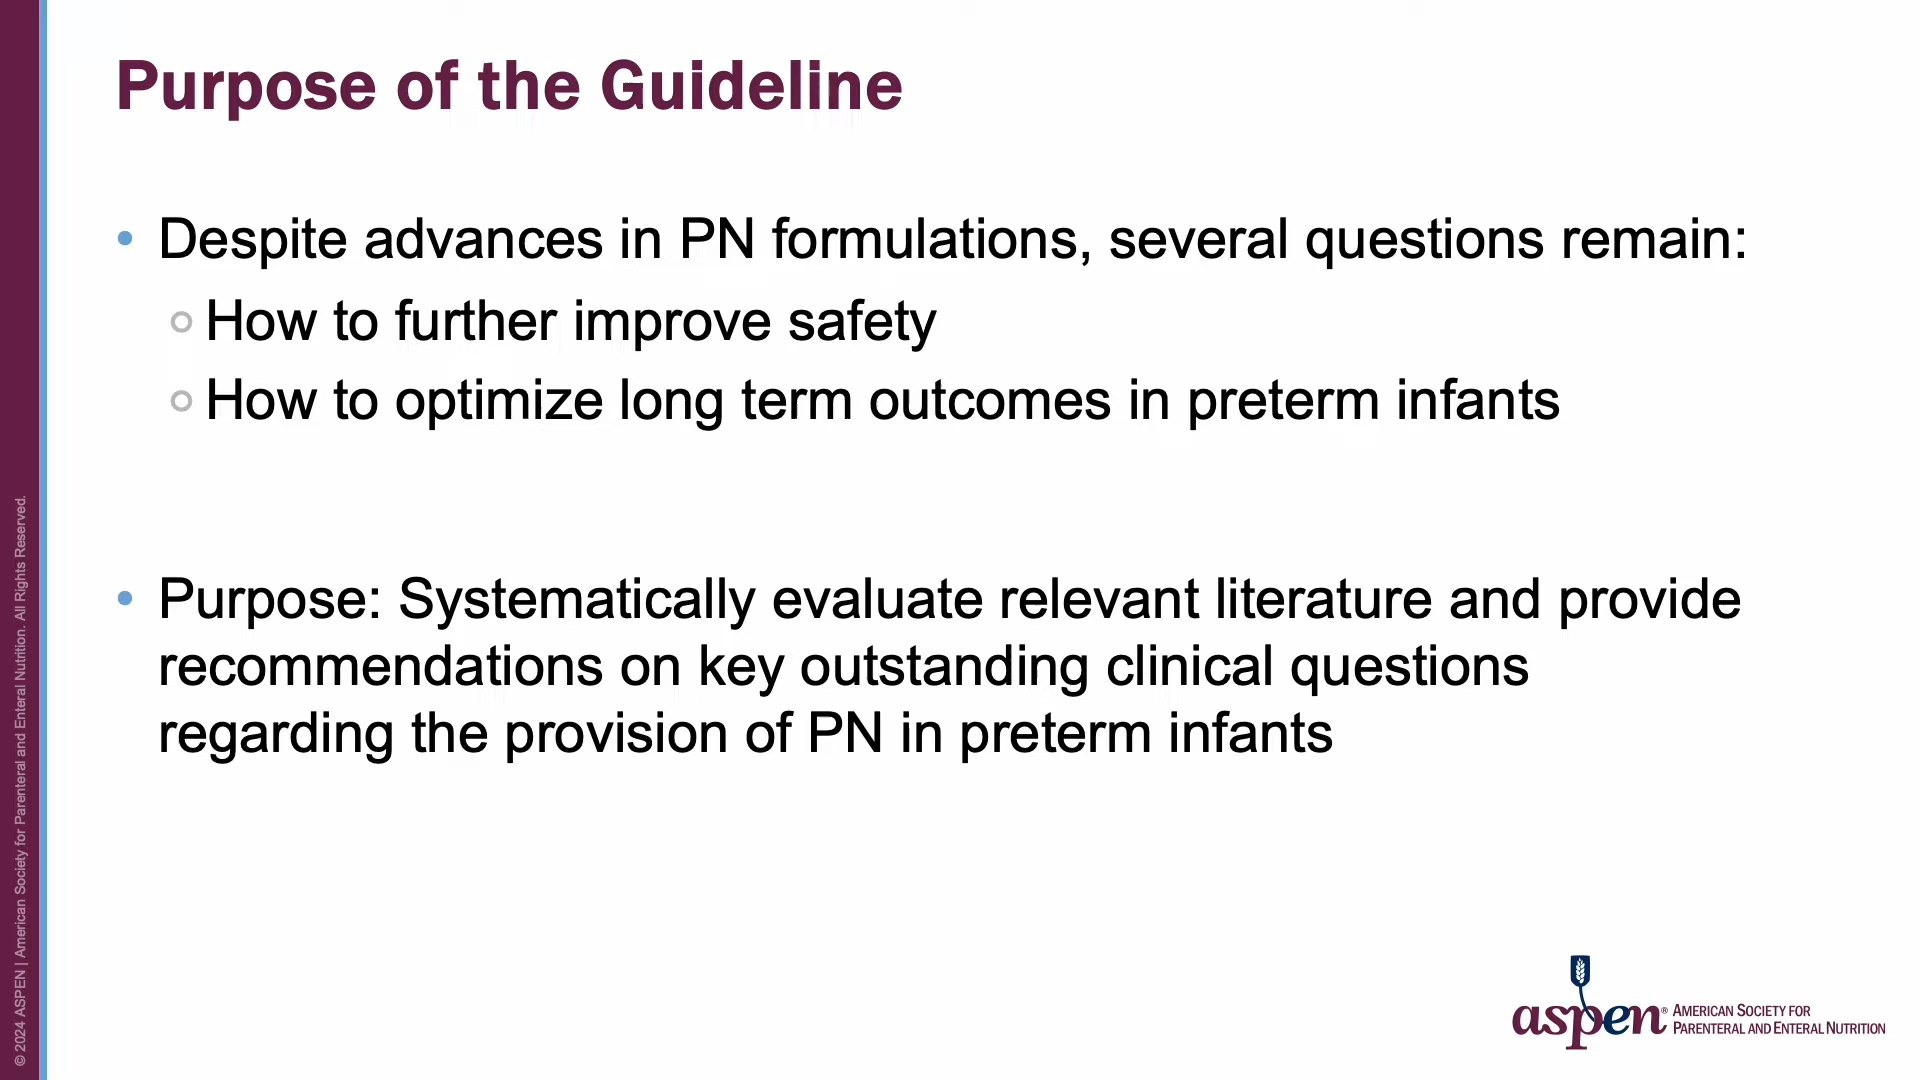 Purpose of the Guideline
• Despite advances in PN formulations, several questions remain:
○ How to further improve safety
○ How to optimize long term outcomes in preterm infants
• Purpose: Systematically evaluate relevant literature and provide
recommendations on key outstanding clinical questions
regarding the provision of PN in preterm infants
© 2024 ASPEN | American Society for Parenteral and Enteral Nutrition. All Rights Reserved.
aspen® AMERICAN SOCIETY FOR
PARENTERAL AND ENTERAL NUTRITION